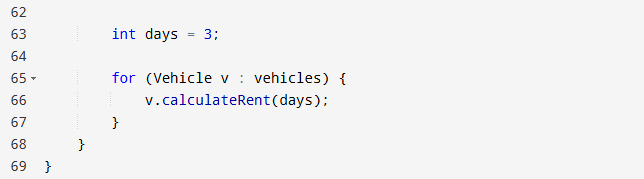 62
63 int days = 3;
64
65 for (Vehicle v : vehicles) {
66 v.calculateRent(days);
67 }
68 }
69 }